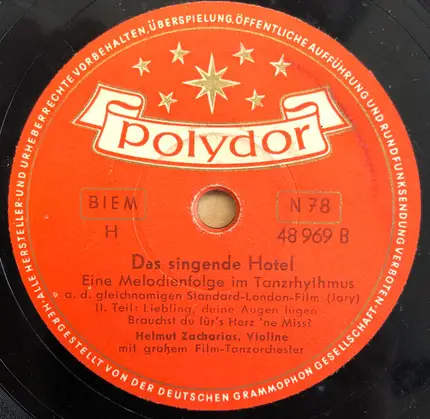 ALLE HERSTELLER-UND URHEBERRECHTE VORBEHALTEN, ÜBERSPIELUNG, ÖFFENTLICHE AUFFÜHRUNG UND RUNDFUNKSENDUNG VERBOTEN
polydor
BIEM
N 78
H
48 969 B
Das singende Hotel
Eine Melodienfolge im Tanzrhythmus
a. d. gleichnamigen Standard-London-Film (Jary)
II. Teil: Liebling, deine Augen lügen
Brauchst du für's Herz 'ne Miss?
Helmut Zacharias, Violine
mit großem Film-Tanzorchester
HERGESTELLT VON DER DEUTSCHEN GRAMMOPHON GESELLSCHAFT-H-